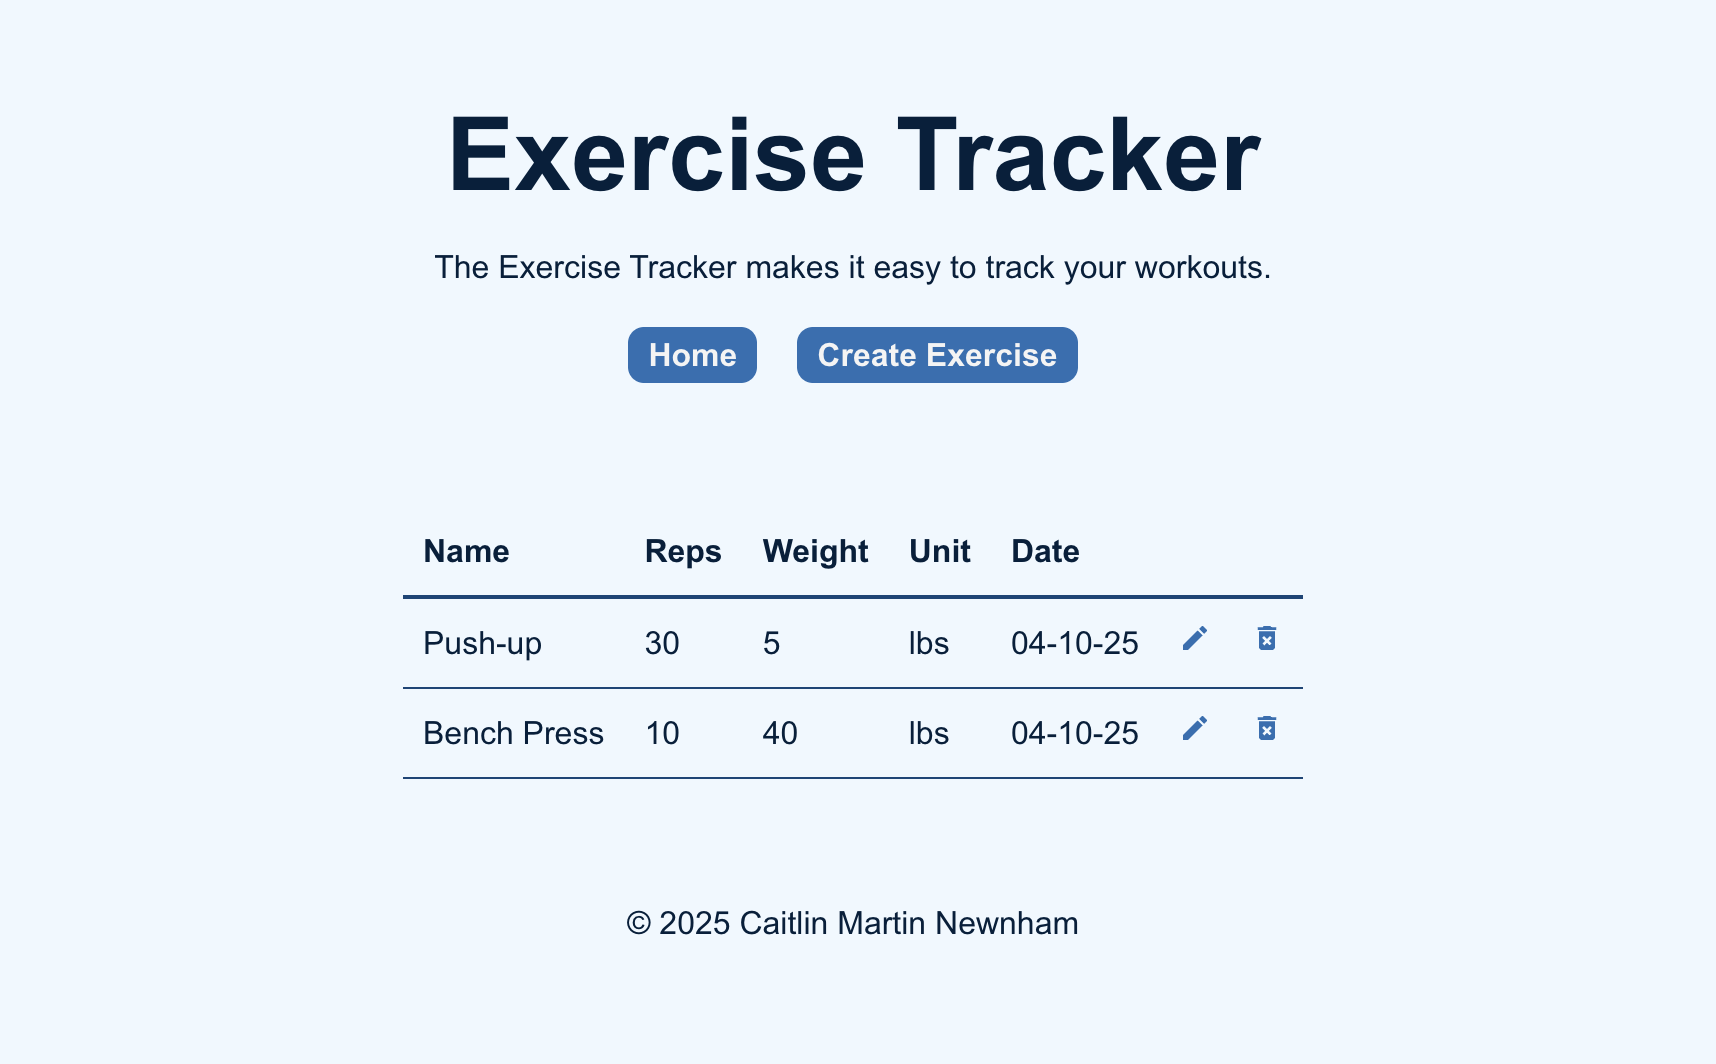 Exercise Tracker
The Exercise Tracker makes it easy to track your workouts.
Home Create Exercise
Name Reps Weight Unit Date
Push-up 30 5 lbs 04-10-25
Bench Press 10 40 lbs 04-10-25
© 2025 Caitlin Martin Newnham